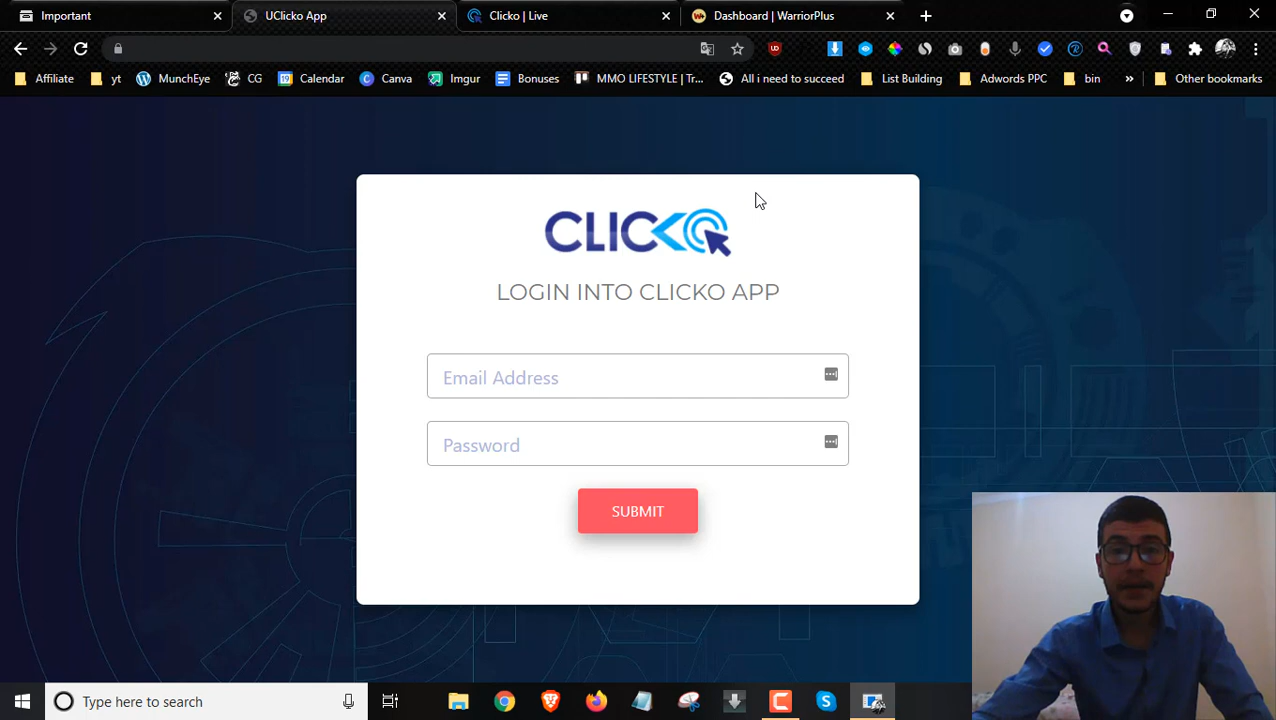 Important
UClicko App
Clicko | Live
Dashboard | WarriorPlus
Affiliate
yt
MunchEye
CG
Calendar
Canva
Imgur
Bonuses
MMO LIFESTYLE | Tr...
All i need to succeed
List Building
Adwords PPC
bin
»
Other bookmarks
CLICKO
LOGIN INTO CLICKO APP
Email Address
Password
SUBMIT
Type here to search